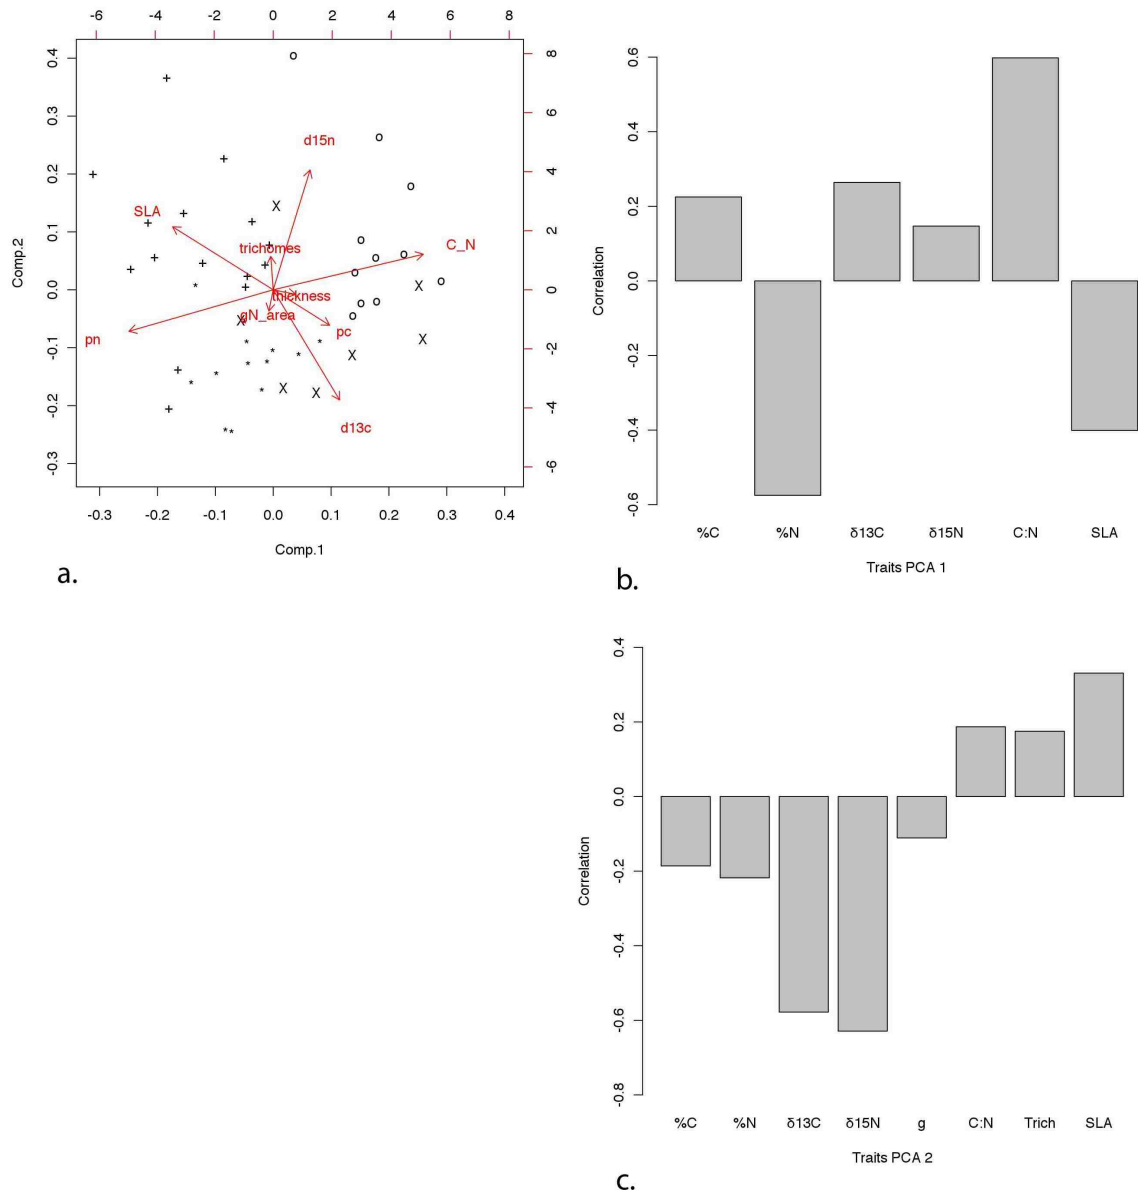 -6 -4 -2 0 2 4 6 8
0.4
0.3
0.2
0.1
0.0
-0.1
-0.2
-0.3
Comp.2
8
6
4
2
0
-2
-4
-6
d15n
SLA
trichomes
C_N
thickness
gN_area
pn
pc
d13c
-0.3 -0.2 -0.1 0.0 0.1 0.2 0.3 0.4
Comp.1
a.
0.6
0.4
0.2
0.0
-0.2
-0.4
-0.6
Correlation
%C %N δ13C δ15N C:N SLA
Traits PCA 1
b.
0.4
0.2
0.0
-0.2
-0.4
-0.6
-0.8
Correlation
%C %N δ13C δ15N g C:N Trich SLA
Traits PCA 2
c.